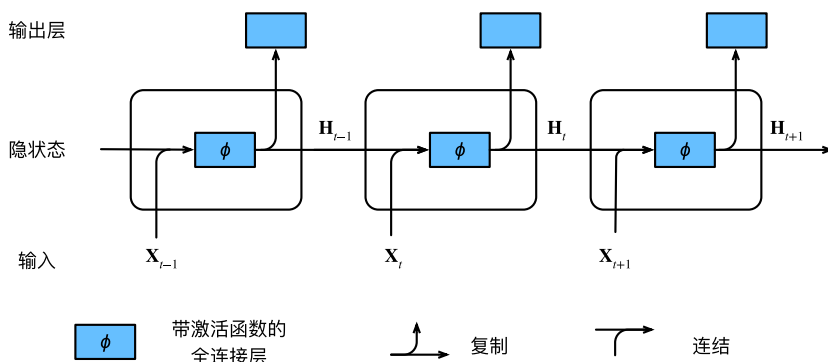 输出层
隐状态
ϕ
H_{t−1}
ϕ
H_t
ϕ
H_{t+1}
输入
X_{t−1}
X_t
X_{t+1}
ϕ
带激活函数的
全连接层
复制
连结